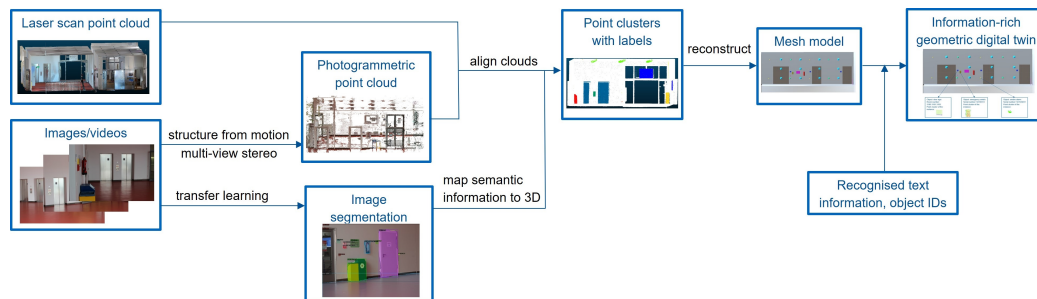 Laser scan point cloud
Images/videos
structure from motion
multi-view stereo
transfer learning
Photogrammetric
point cloud
Image
segmentation
align clouds
map semantic
information to 3D
Point clusters
with labels
reconstruct
Mesh model
Information-rich
geometric digital twin
Recognised text
information, object IDs